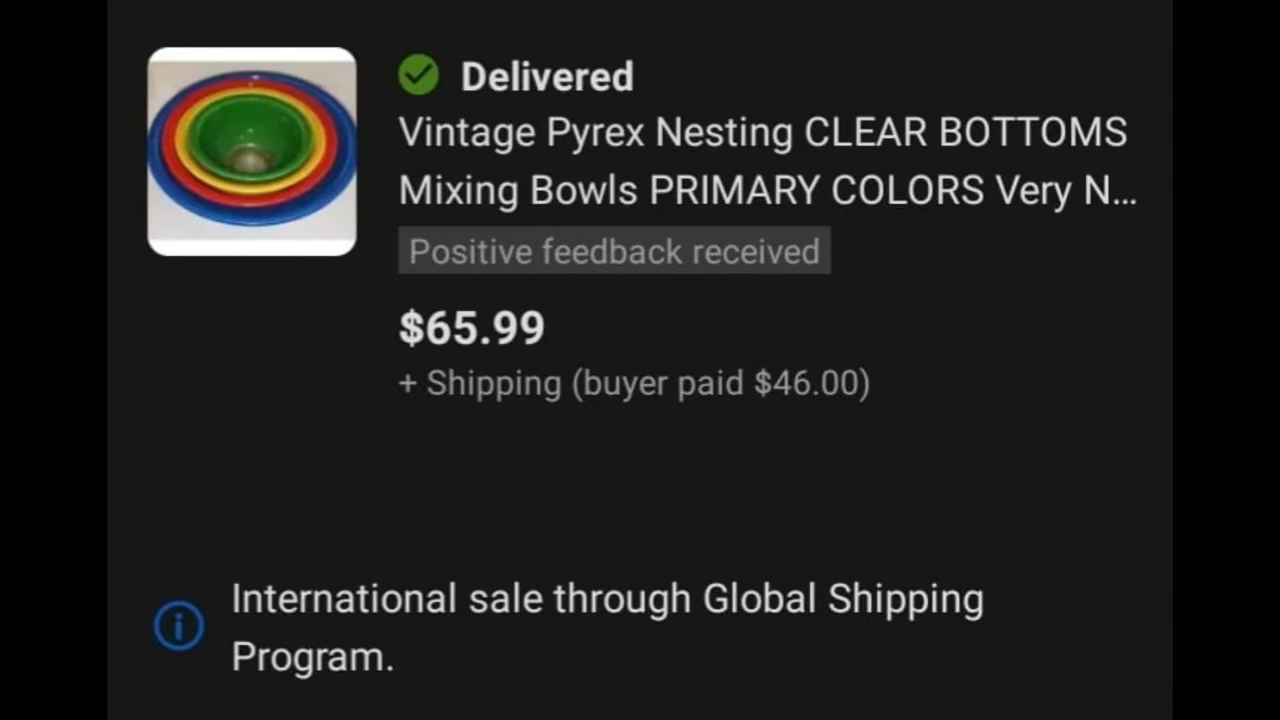 Delivered
Vintage Pyrex Nesting CLEAR BOTTOMS
Mixing Bowls PRIMARY COLORS Very N...
Positive feedback received
$65.99
+ Shipping (buyer paid $46.00)
International sale through Global Shipping
Program.